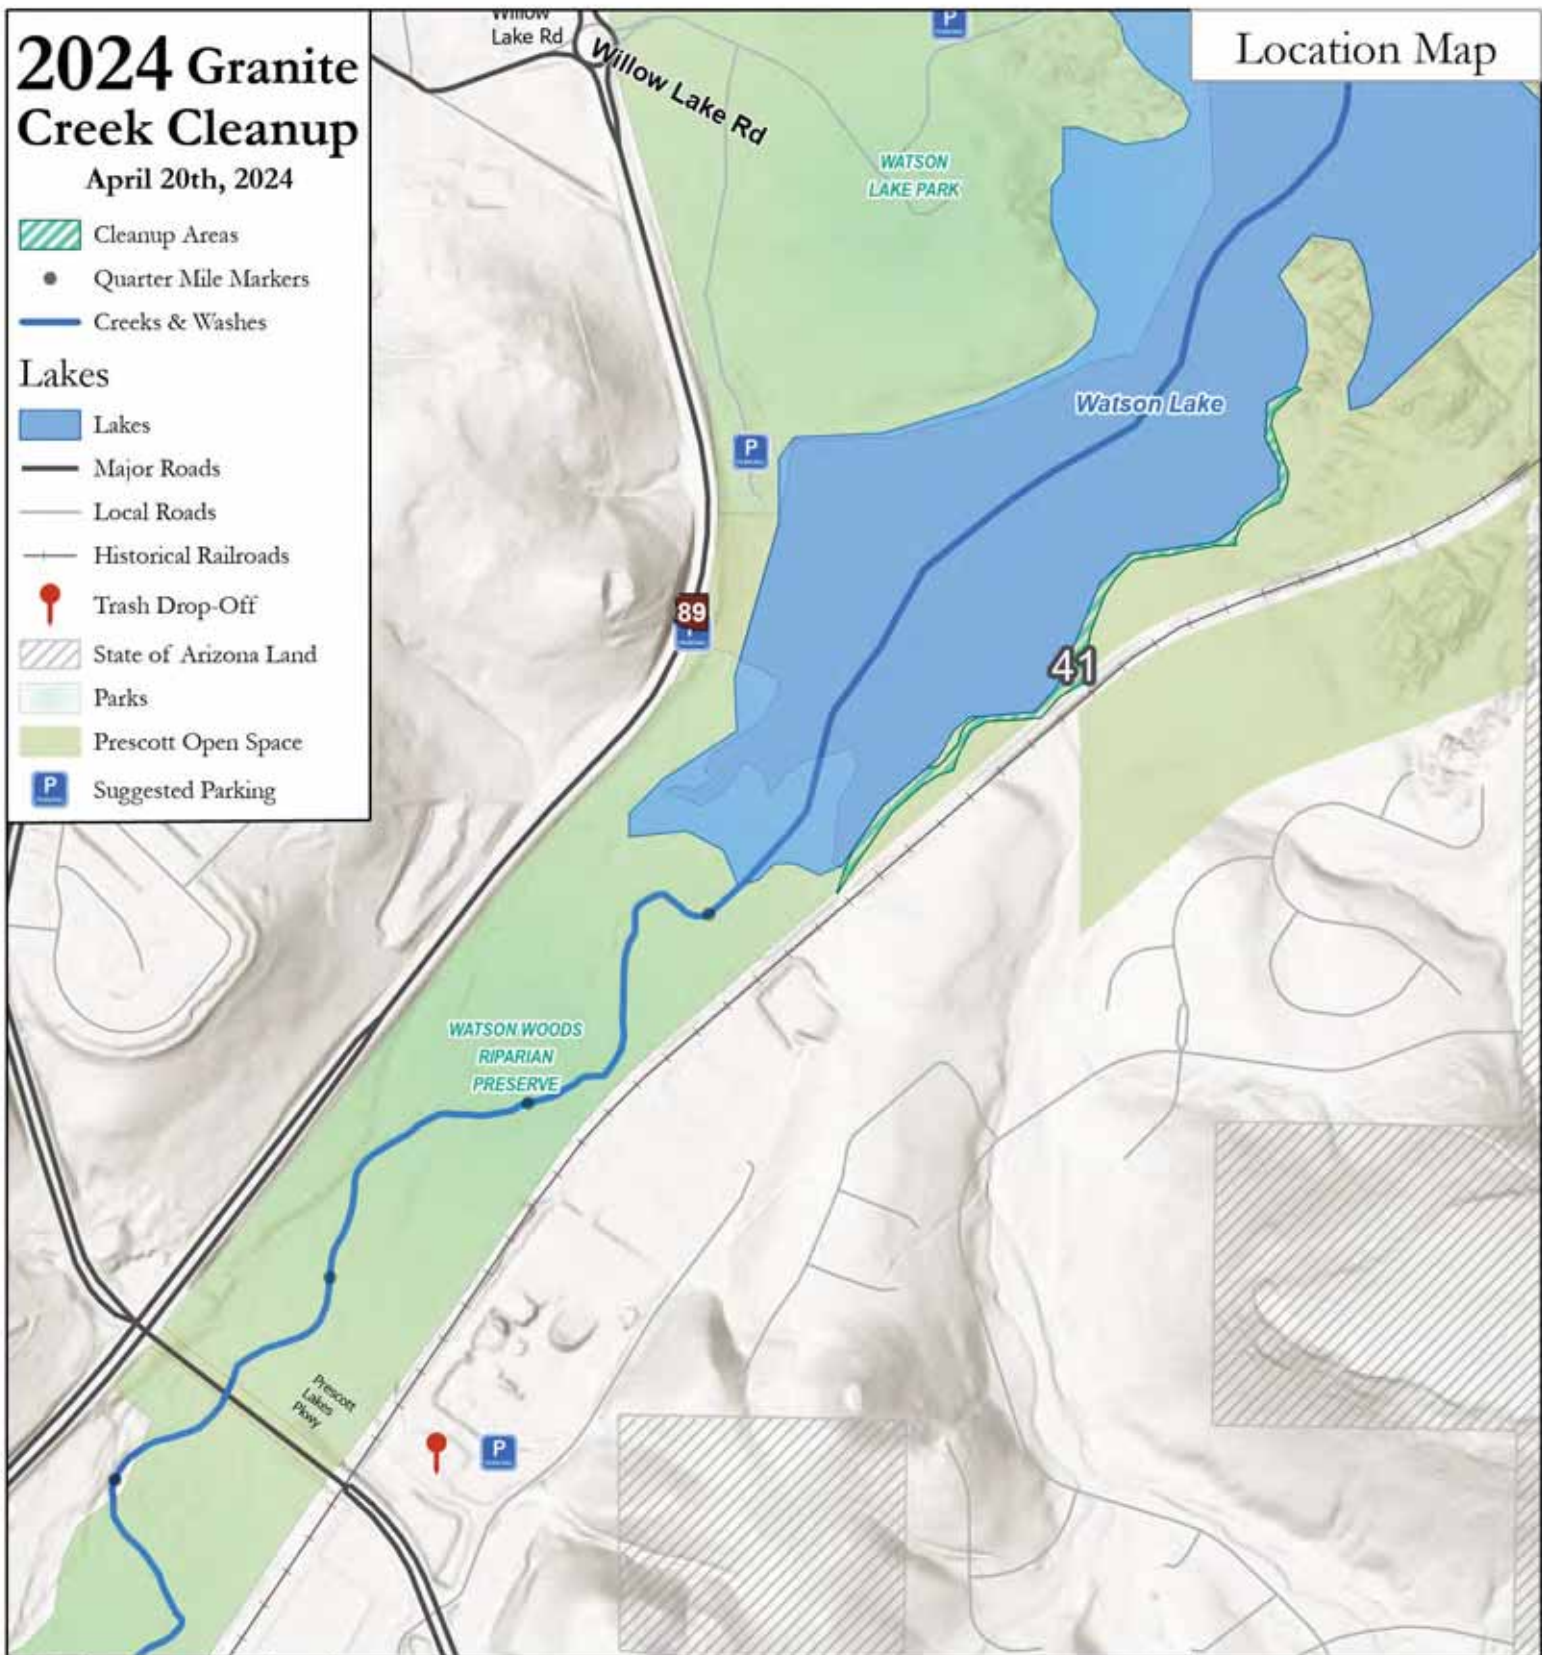 2024 Granite
Creek Cleanup
April 20th, 2024
Cleanup Areas
Quarter Mile Markers
Creeks & Washes
Lakes
Lakes
Major Roads
Local Roads
Historical Railroads
Trash Drop-Off
State of Arizona Land
Parks
Prescott Open Space
P
Suggested Parking
Location Map
Willow
Lake Rd
Willow Lake Rd
P
WATSON
LAKE PARK
Watson Lake
P
89
41
WATSON WOODS
RIPARIAN
PRESERVE
Prescott
Lakes
Pkwy
P